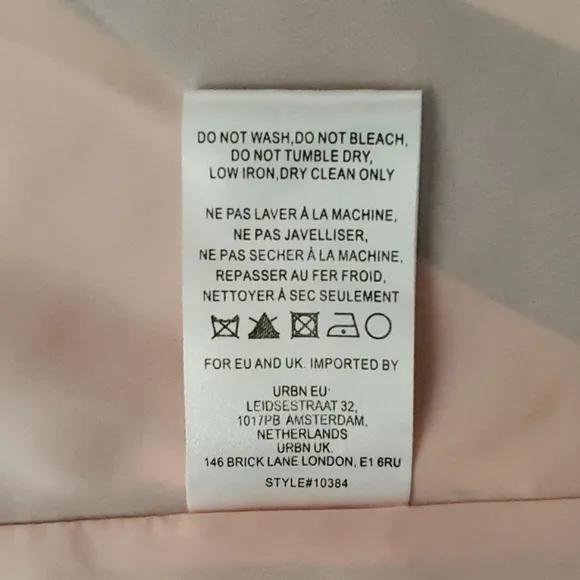 DO NOT WASH,DO NOT BLEACH,
DO NOT TUMBLE DRY,
LOW IRON,DRY CLEAN ONLY
NE PAS LAVER À LA MACHINE,
NE PAS JAVELLISER,
NE PAS SECHER À LA MACHINE,
REPASSER AU FER FROID,
NETTOYER À SEC SEULEMENT
FOR EU AND UK. IMPORTED BY
URBN EU
LEIDSESTRAAT 32,
1017PB AMSTERDAM,
NETHERLANDS
URBN UK.
146 BRICK LANE LONDON, E1 6RU
STYLE#10384